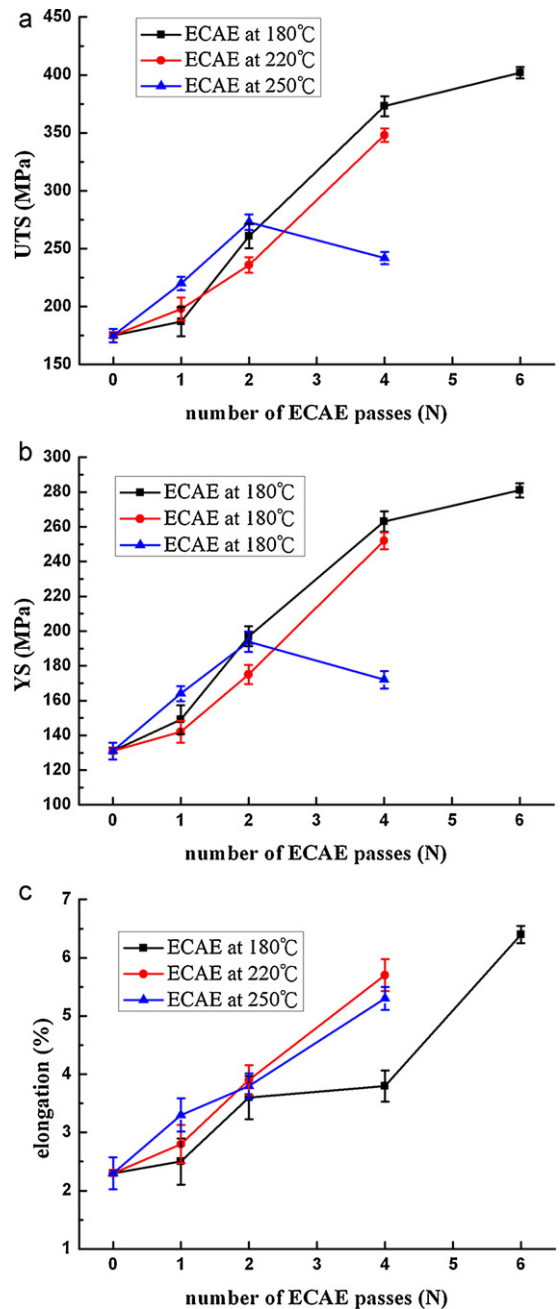 a
450
400
350
300
250
200
150
UTS (MPa)
ECAE at 180℃
ECAE at 220℃
ECAE at 250℃
0 1 2 3 4 5 6
number of ECAE passes (N)
b
300
280
260
240
220
200
180
160
140
120
100
YS (MPa)
ECAE at 180℃
ECAE at 180℃
ECAE at 180℃
0 1 2 3 4 5 6
number of ECAE passes (N)
c
7
6
5
4
3
2
1
elongation (%)
ECAE at 180℃
ECAE at 220℃
ECAE at 250℃
0 1 2 3 4 5 6
number of ECAE passes (N)